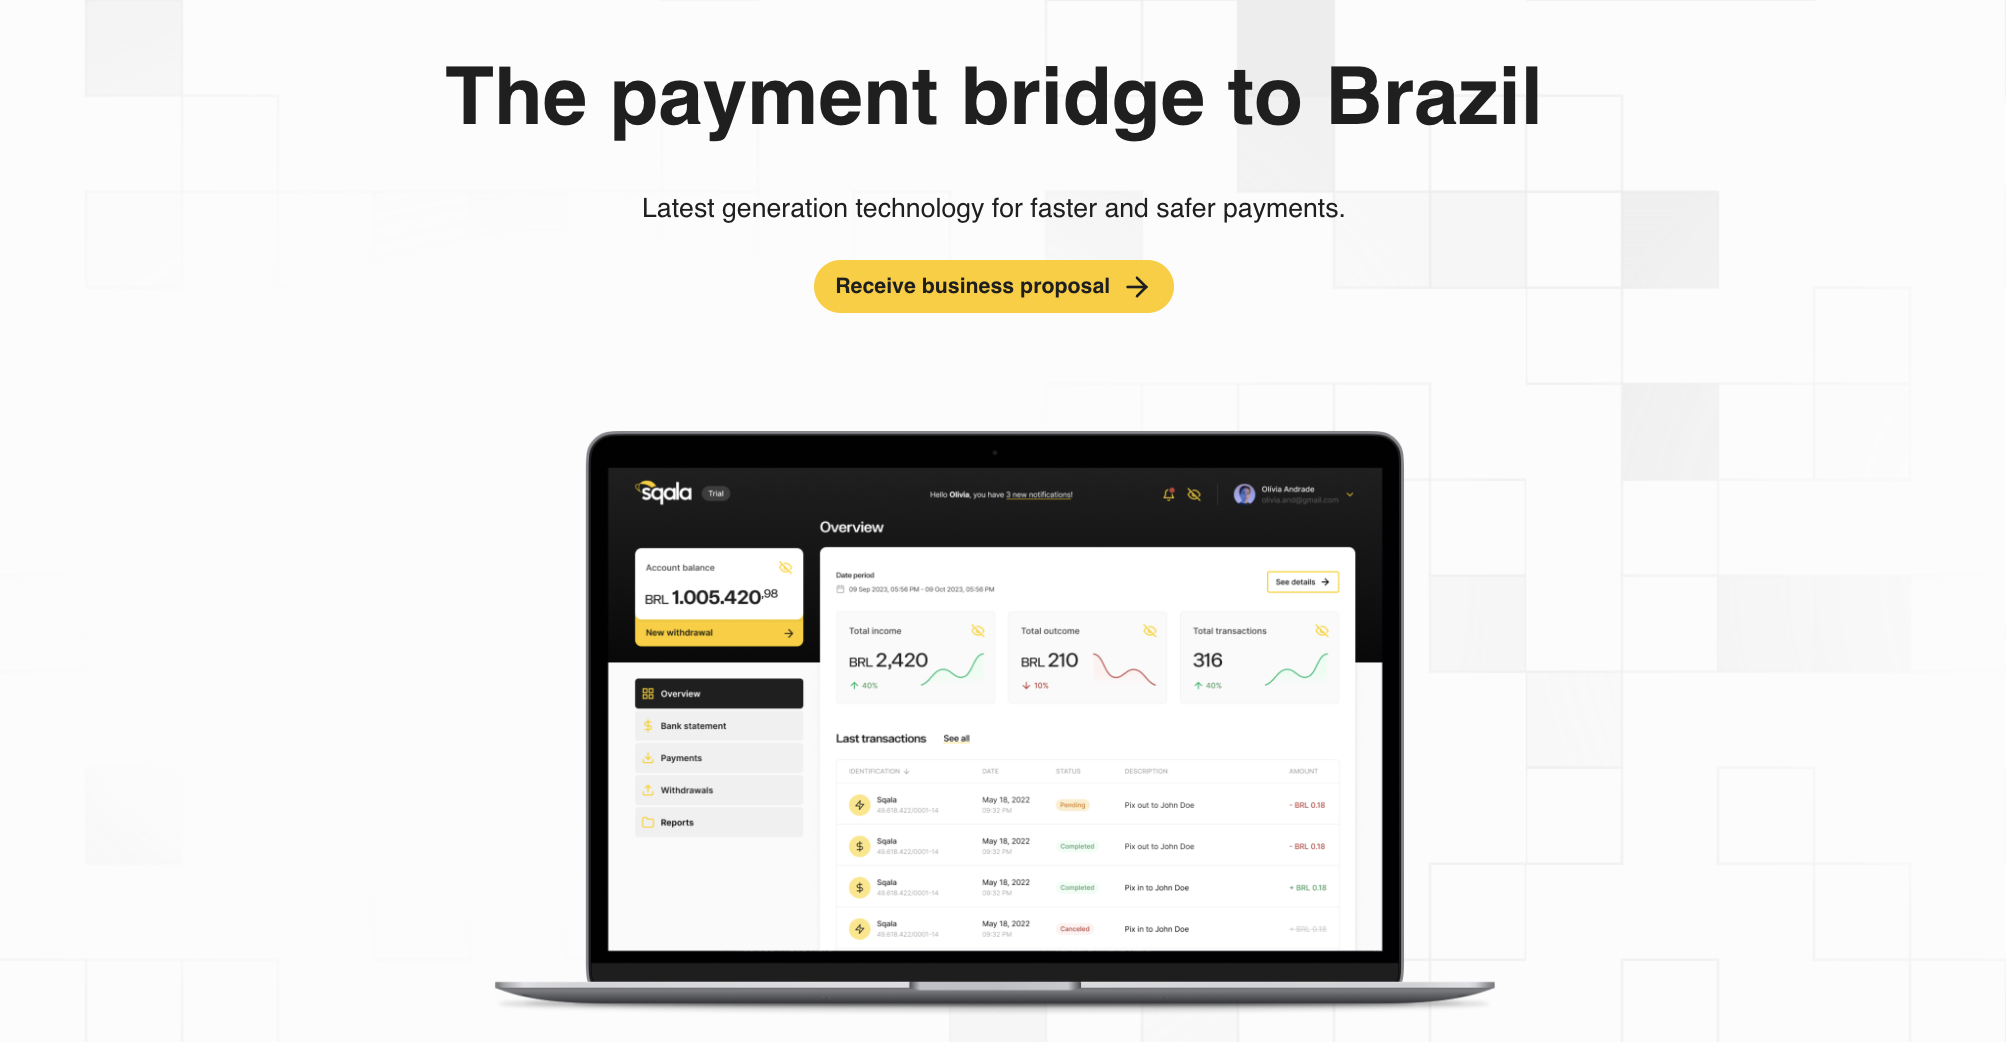 The payment bridge to Brazil
Latest generation technology for faster and safer payments.
Receive business proposal
sqala Trial
Hello Olivia, you have 3 new notifications!
Olivia Andrade
olivia.and@gmail.com
Overview
Account balance
BRL 1.005.420,98
New withdrawal
Overview
Bank statement
Payments
Withdrawals
Reports
Date period
09 Sep 2023, 05:56 PM - 09 Oct 2023, 05:56 PM
See details
Total income
BRL 2,420
40%
Total outcome
BRL 210
10%
Total transactions
316
40%
Last transactions See all
IDENTIFICATION DATE STATUS DESCRIPTION AMOUNT
Sqala May 18, 2022 Pending Pix out to John Doe - BRL 0.18
49.618.422/0001-14 09:32 PM
Sqala May 18, 2022 Completed Pix out to John Doe - BRL 0.18
49.618.422/0001-14 09:32 PM
Sqala May 18, 2022 Completed Pix in to John Doe + BRL 0.18
49.618.422/0001-14 09:32 PM
Sqala May 18, 2022 Canceled Pix in to John Doe + BRL 0.18
49.618.422/0001-14 09:32 PM